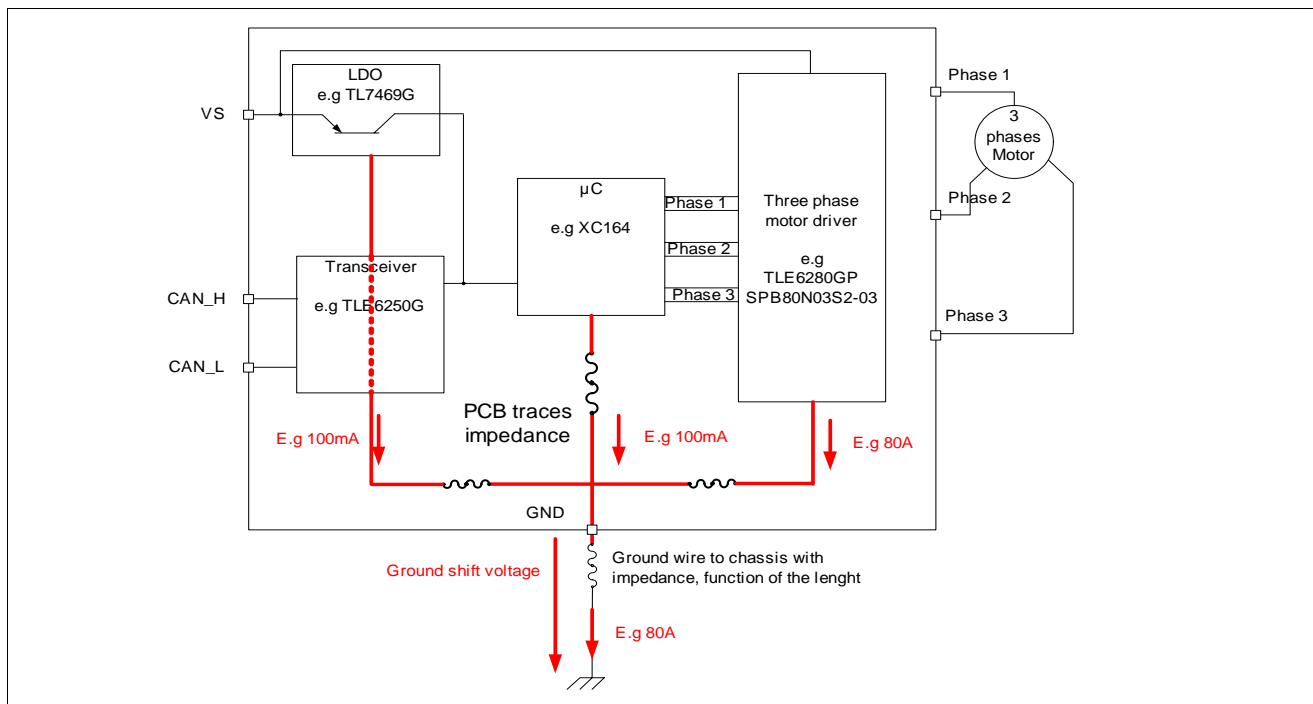 LDO
e.g TL7469G
VS
Phase 1
3
phases
Motor
µC
e.g XC164
Phase 1
Phase 2
Phase 3
Three phase
motor driver
e.g
TLE6280GP
SPB80N03S2-03
Phase 2
Transceiver
e.g TLE6250G
CAN_H
CAN_L
Phase 3
PCB traces
impedance
E.g 100mA
E.g 100mA
E.g 80A
GND
Ground shift voltage
Ground wire to chassis with
impedance, function of the lenght
E.g 80A